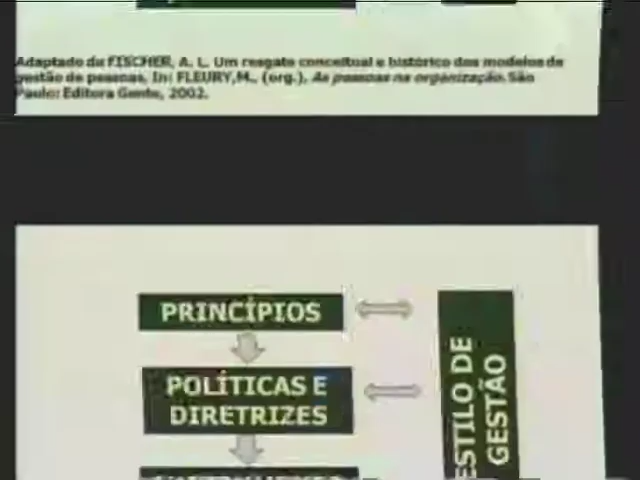 Adaptado de FISCHER, A. L. Um resgate conceitual e histórico dos modelos de
gestão de pessoas. In: FLEURY,M., (org.). As pessoas na organização. São
Paulo: Editora Gente, 2002.
PRINCÍPIOS
POLÍTICAS E
DIRETRIZES
ESTILO DE
GESTÃO